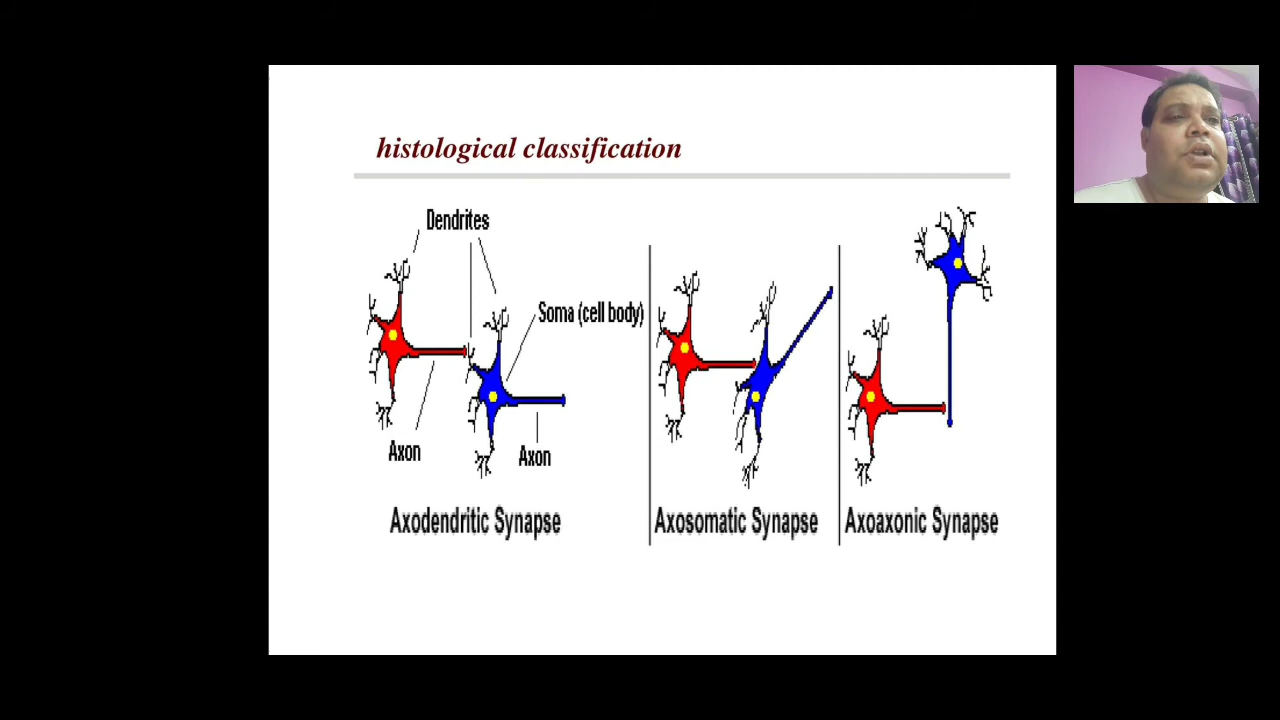 histological classification
Dendrites
Soma (cell body)
Axon
Axon
Axodendritic Synapse
Axosomatic Synapse
Axoaxonic Synapse